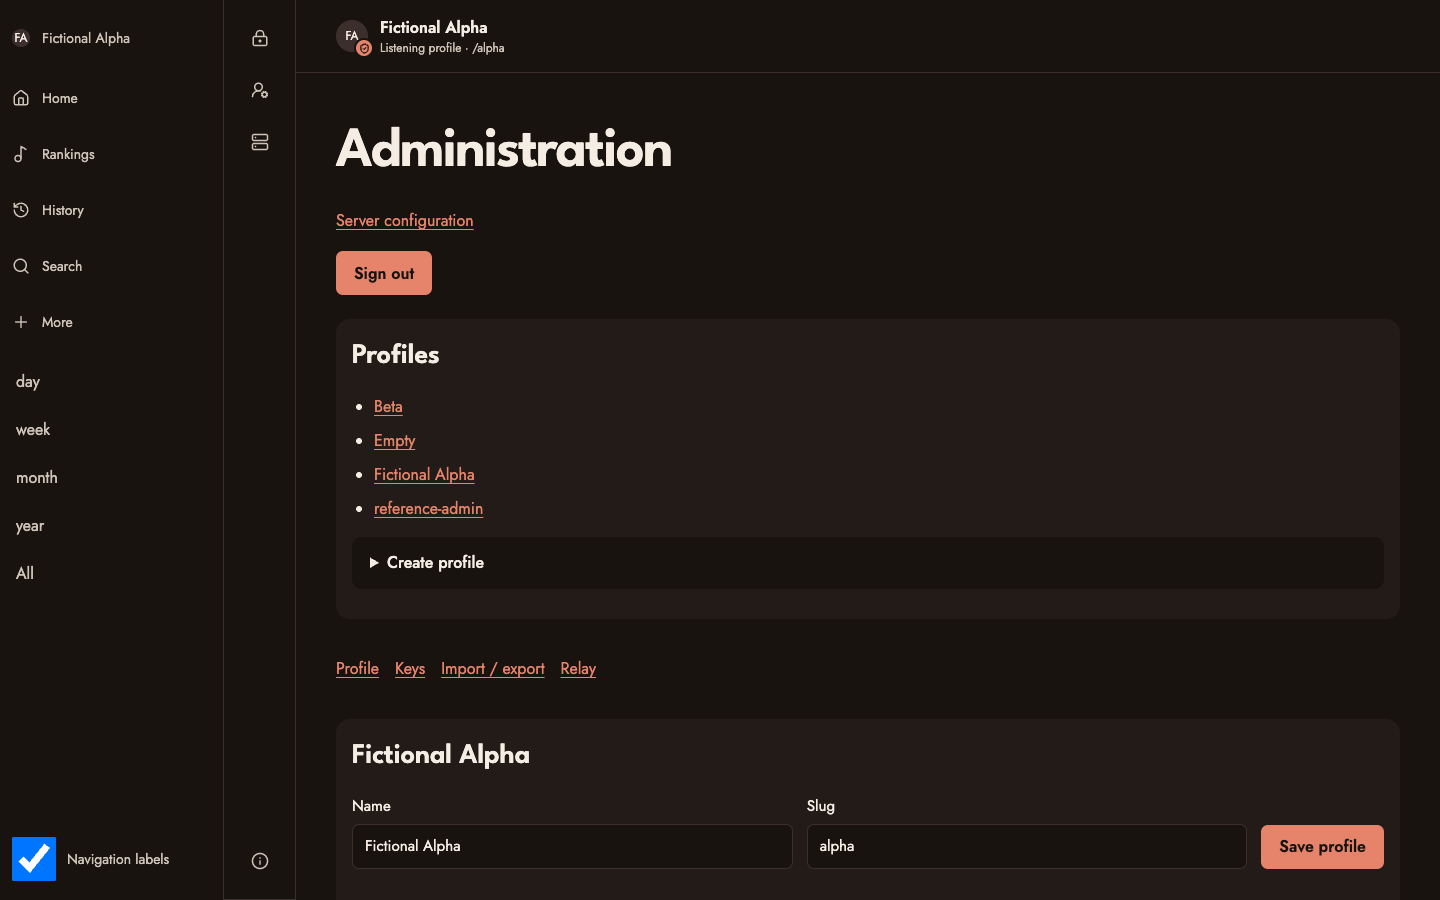 FA Fictional Alpha
Home
Rankings
History
Search
More
day
week
month
year
All
Navigation labels
FA
Fictional Alpha
Listening profile · /alpha
Administration
Server configuration
Sign out
Profiles
Beta
Empty
Fictional Alpha
reference-admin
Create profile
Profile Keys Import / export Relay
Fictional Alpha
Name Slug
Fictional Alpha alpha Save profile